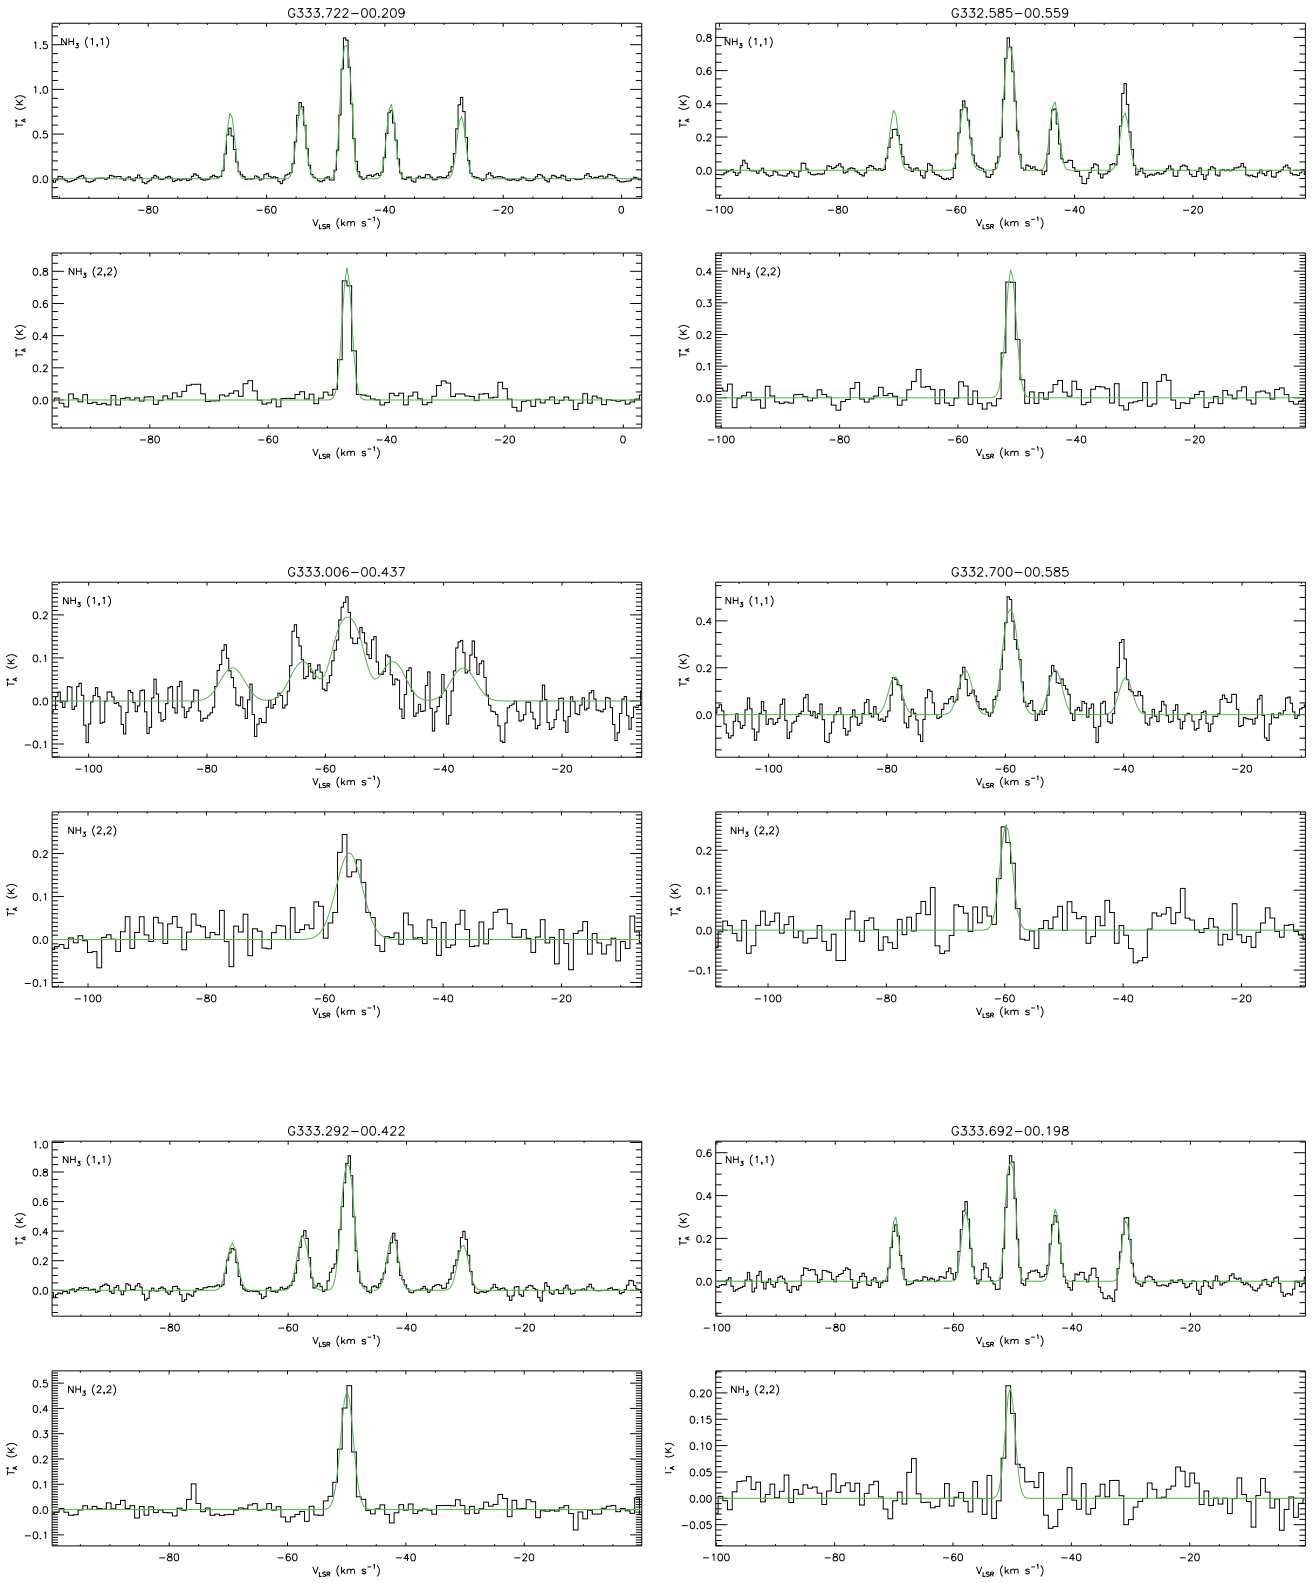 G333.722−00.209
NH₃ (1,1)
T*A (K)
1.5
1.0
0.5
0.0
−80 −60 −40 −20 0
VLSR (km s⁻¹)
NH₃ (2,2)
T*A (K)
0.8
0.6
0.4
0.2
0.0
−80 −60 −40 −20 0
VLSR (km s⁻¹)
G332.585−00.559
NH₃ (1,1)
T*A (K)
0.8
0.6
0.4
0.2
0.0
−100 −80 −60 −40 −20
VLSR (km s⁻¹)
NH₃ (2,2)
T*A (K)
0.4
0.3
0.2
0.1
0.0
−100 −80 −60 −40 −20
VLSR (km s⁻¹)
G333.006−00.437
NH₃ (1,1)
T*A (K)
0.2
0.1
0.0
−0.1
−100 −80 −60 −40 −20
VLSR (km s⁻¹)
NH₃ (2,2)
T*A (K)
0.2
0.1
0.0
−0.1
−100 −80 −60 −40 −20
VLSR (km s⁻¹)
G332.700−00.585
NH₃ (1,1)
T*A (K)
0.4
0.2
0.0
−100 −80 −60 −40 −20
VLSR (km s⁻¹)
NH₃ (2,2)
T*A (K)
0.2
0.1
0.0
−0.1
−100 −80 −60 −40 −20
VLSR (km s⁻¹)
G333.292−00.422
NH₃ (1,1)
T*A (K)
1.0
0.8
0.6
0.4
0.2
0.0
−80 −60 −40 −20
VLSR (km s⁻¹)
NH₃ (2,2)
T*A (K)
0.5
0.4
0.3
0.2
0.1
0.0
−0.1
−80 −60 −40 −20
VLSR (km s⁻¹)
G333.692−00.198
NH₃ (1,1)
T*A (K)
0.6
0.4
0.2
0.0
−100 −80 −60 −40 −20
VLSR (km s⁻¹)
NH₃ (2,2)
T*A (K)
0.20
0.15
0.10
0.05
0.00
−0.05
−100 −80 −60 −40 −20
VLSR (km s⁻¹)